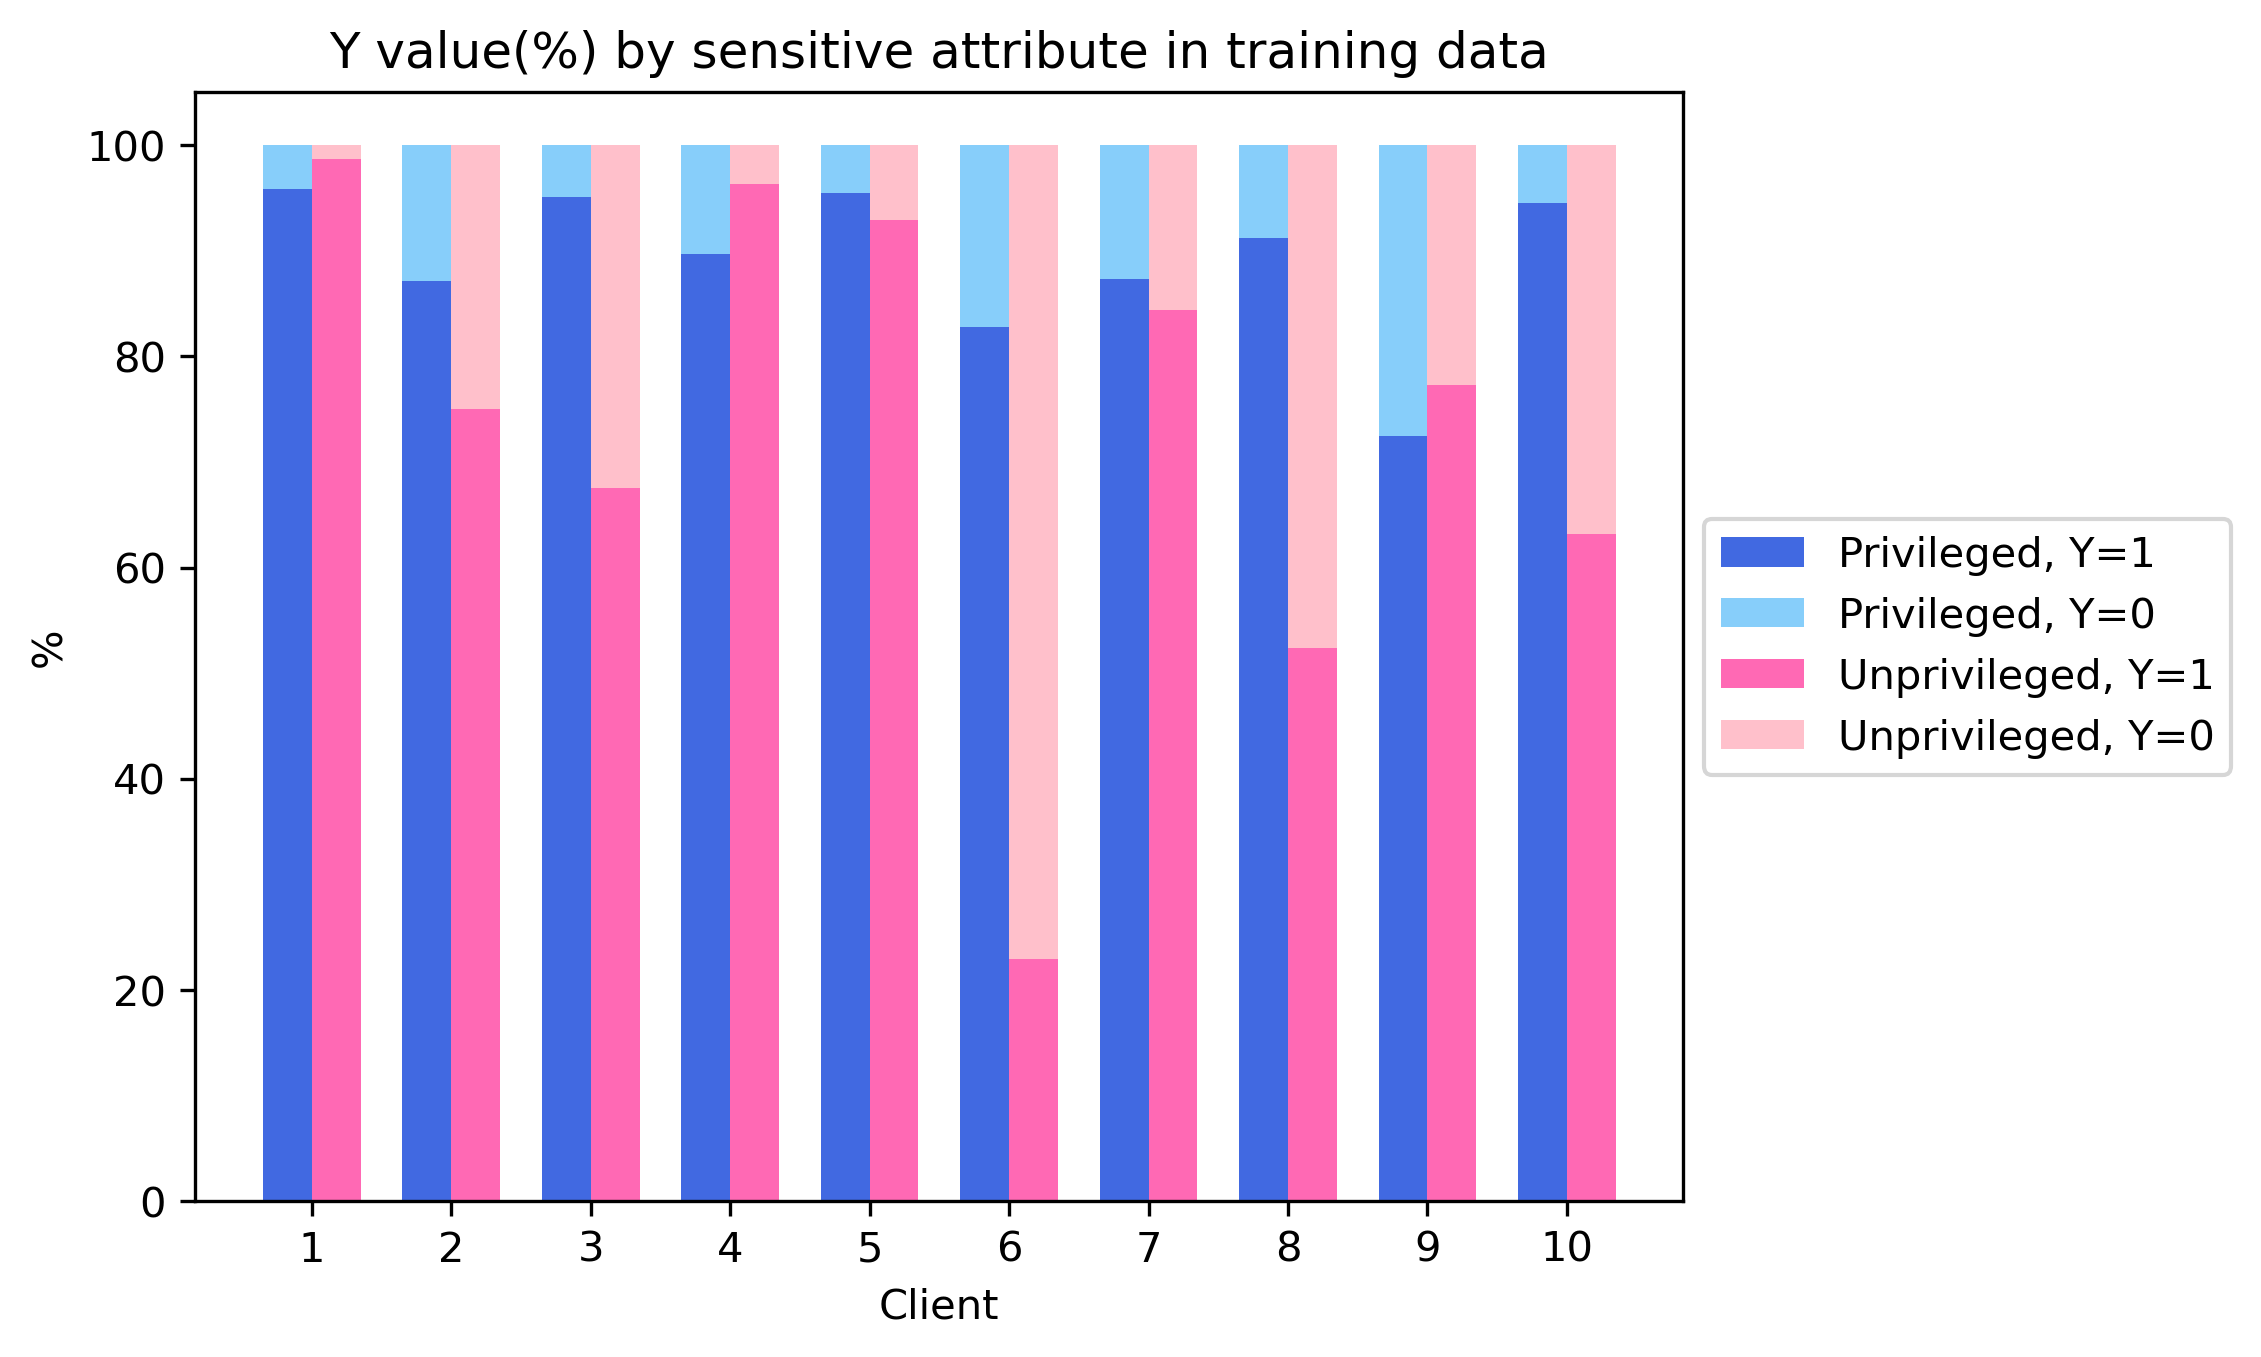 Y value(%) by sensitive attribute in training data
100
80
60
40
20
0
%
1 2 3 4 5 6 7 8 9 10
Client
Privileged, Y=1
Privileged, Y=0
Unprivileged, Y=1
Unprivileged, Y=0